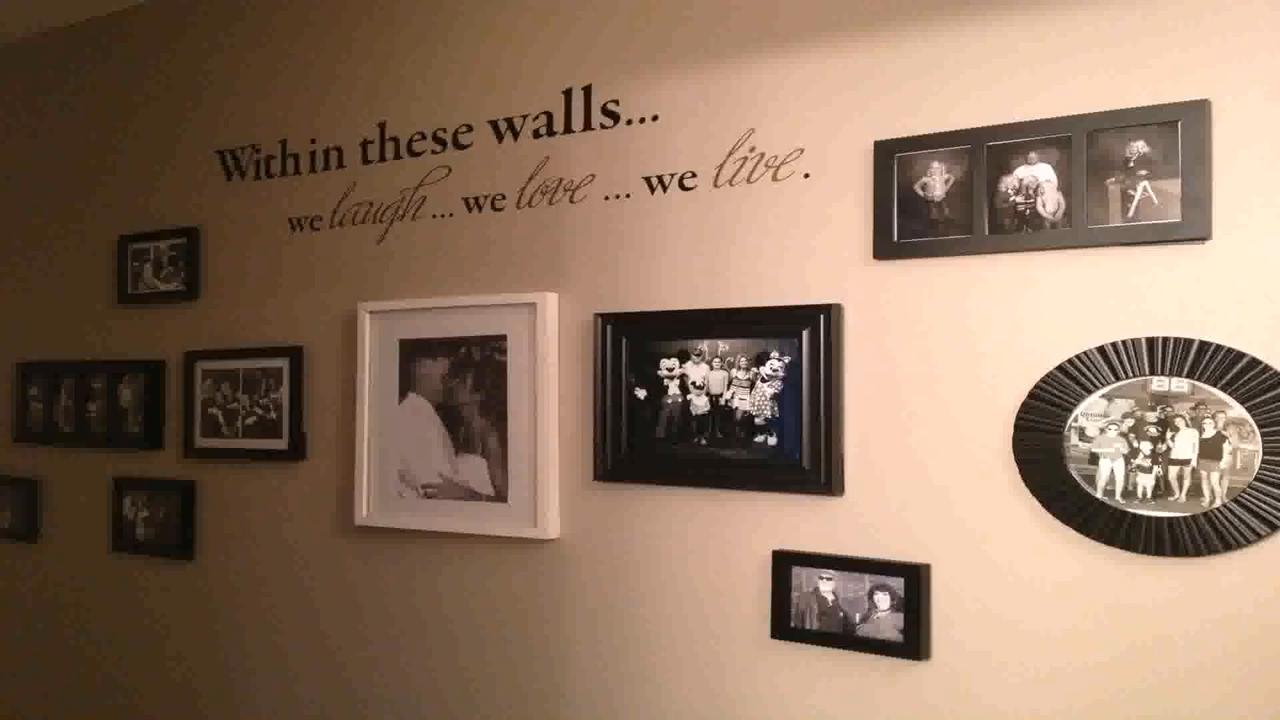 Within these walls...
we laugh... we love ... we live.